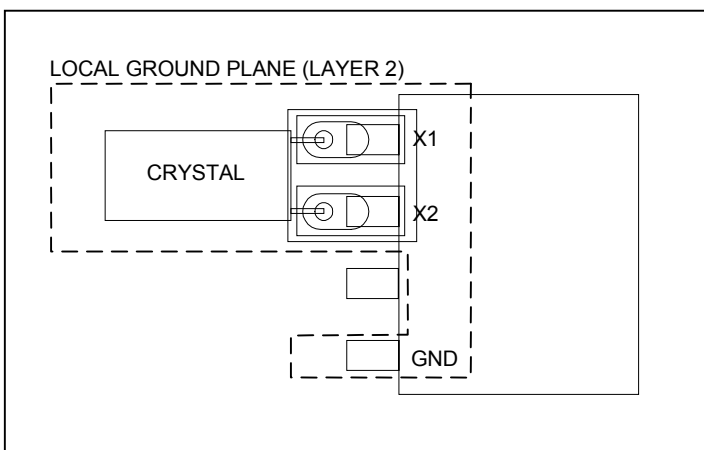 LOCAL GROUND PLANE (LAYER 2)
X1
CRYSTAL
X2
GND